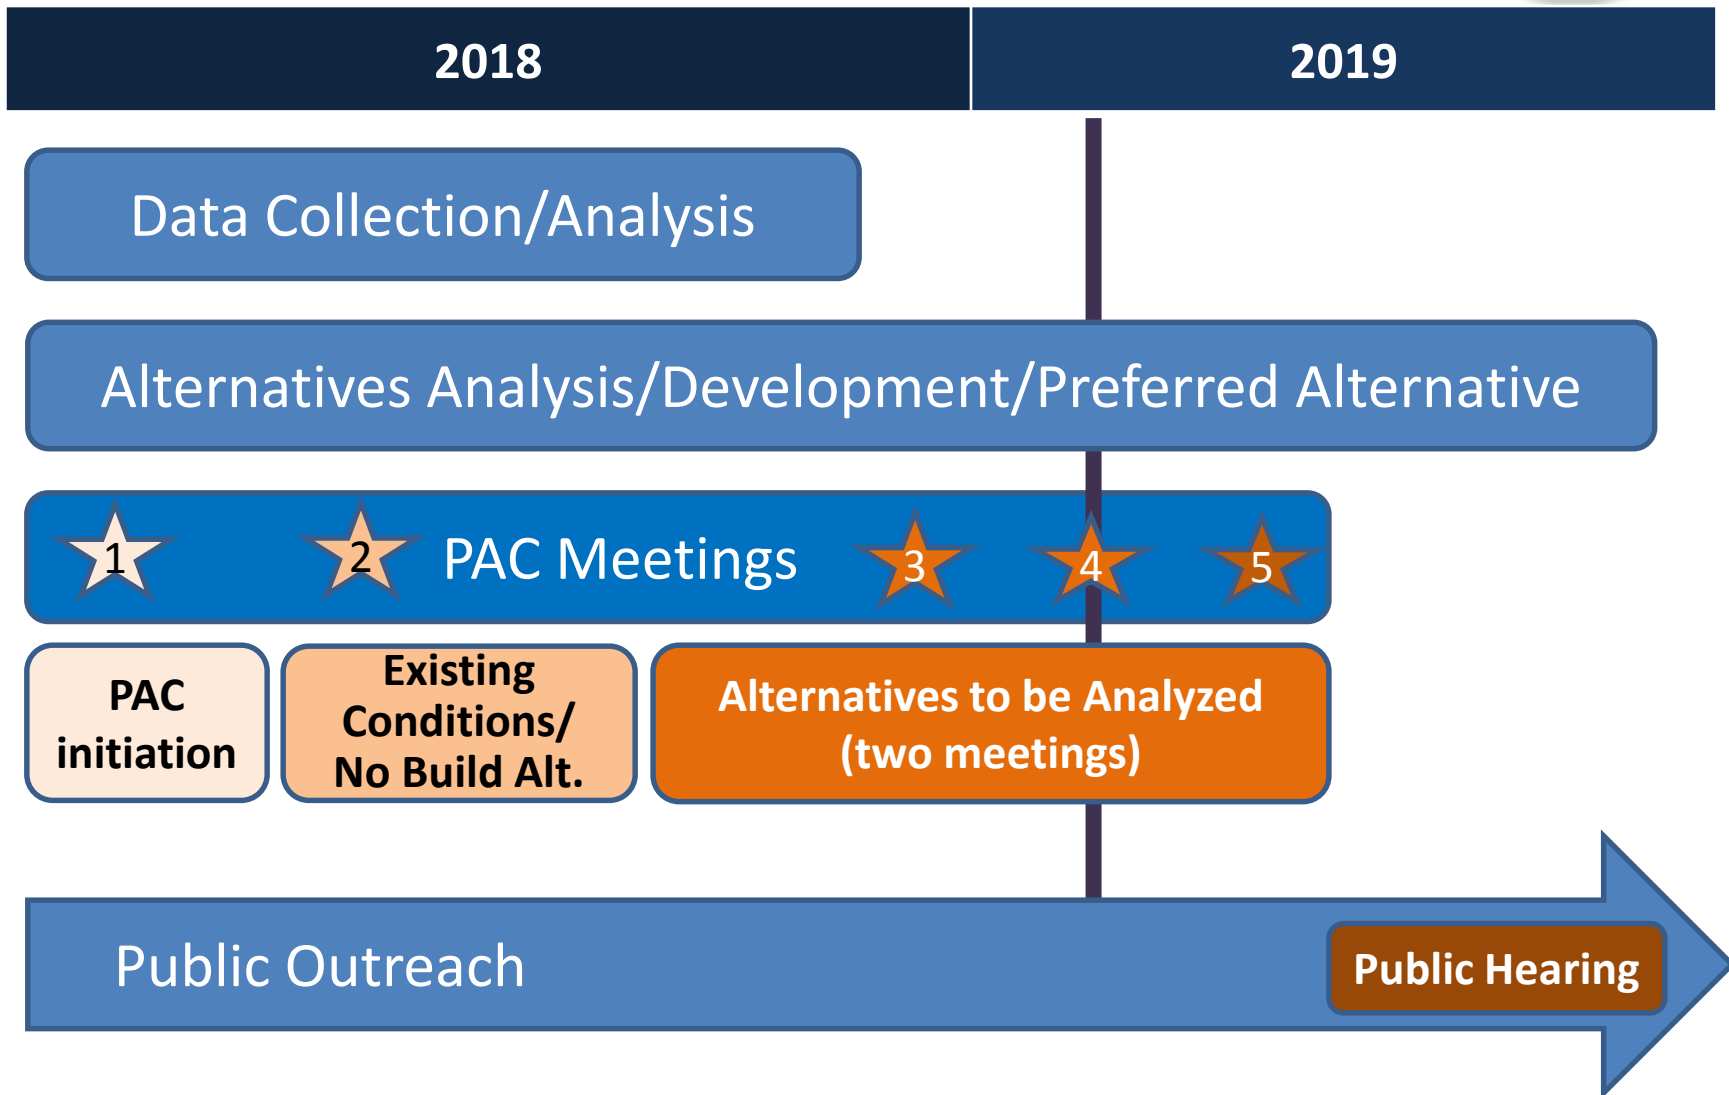 2018
2019
Data Collection/Analysis
Alternatives Analysis/Development/Preferred Alternative
1
2
PAC Meetings
3
4
5
PAC
initiation
Existing
Conditions/
No Build Alt.
Alternatives to be Analyzed
(two meetings)
Public Outreach
Public Hearing